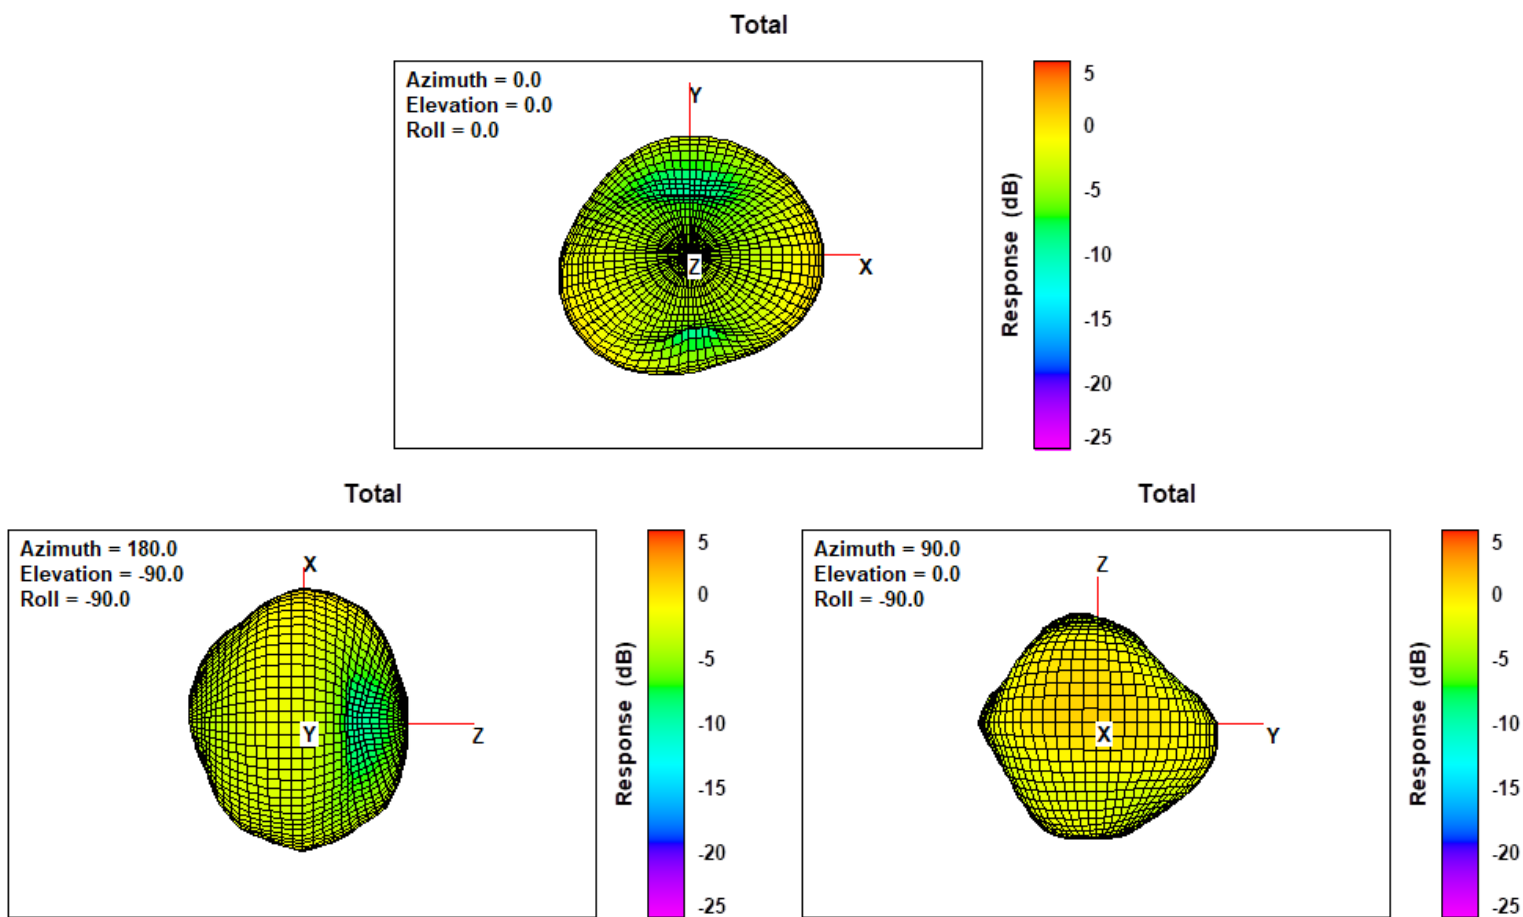 Total
Azimuth = 0.0
Elevation = 0.0
Roll = 0.0
Y
Z
X
Response (dB)
5
0
-5
-10
-15
-20
-25
Total
Azimuth = 180.0
Elevation = -90.0
Roll = -90.0
X
Y
Z
Response (dB)
5
0
-5
-10
-15
-20
-25
Total
Azimuth = 90.0
Elevation = 0.0
Roll = -90.0
Z
X
Y
Response (dB)
5
0
-5
-10
-15
-20
-25